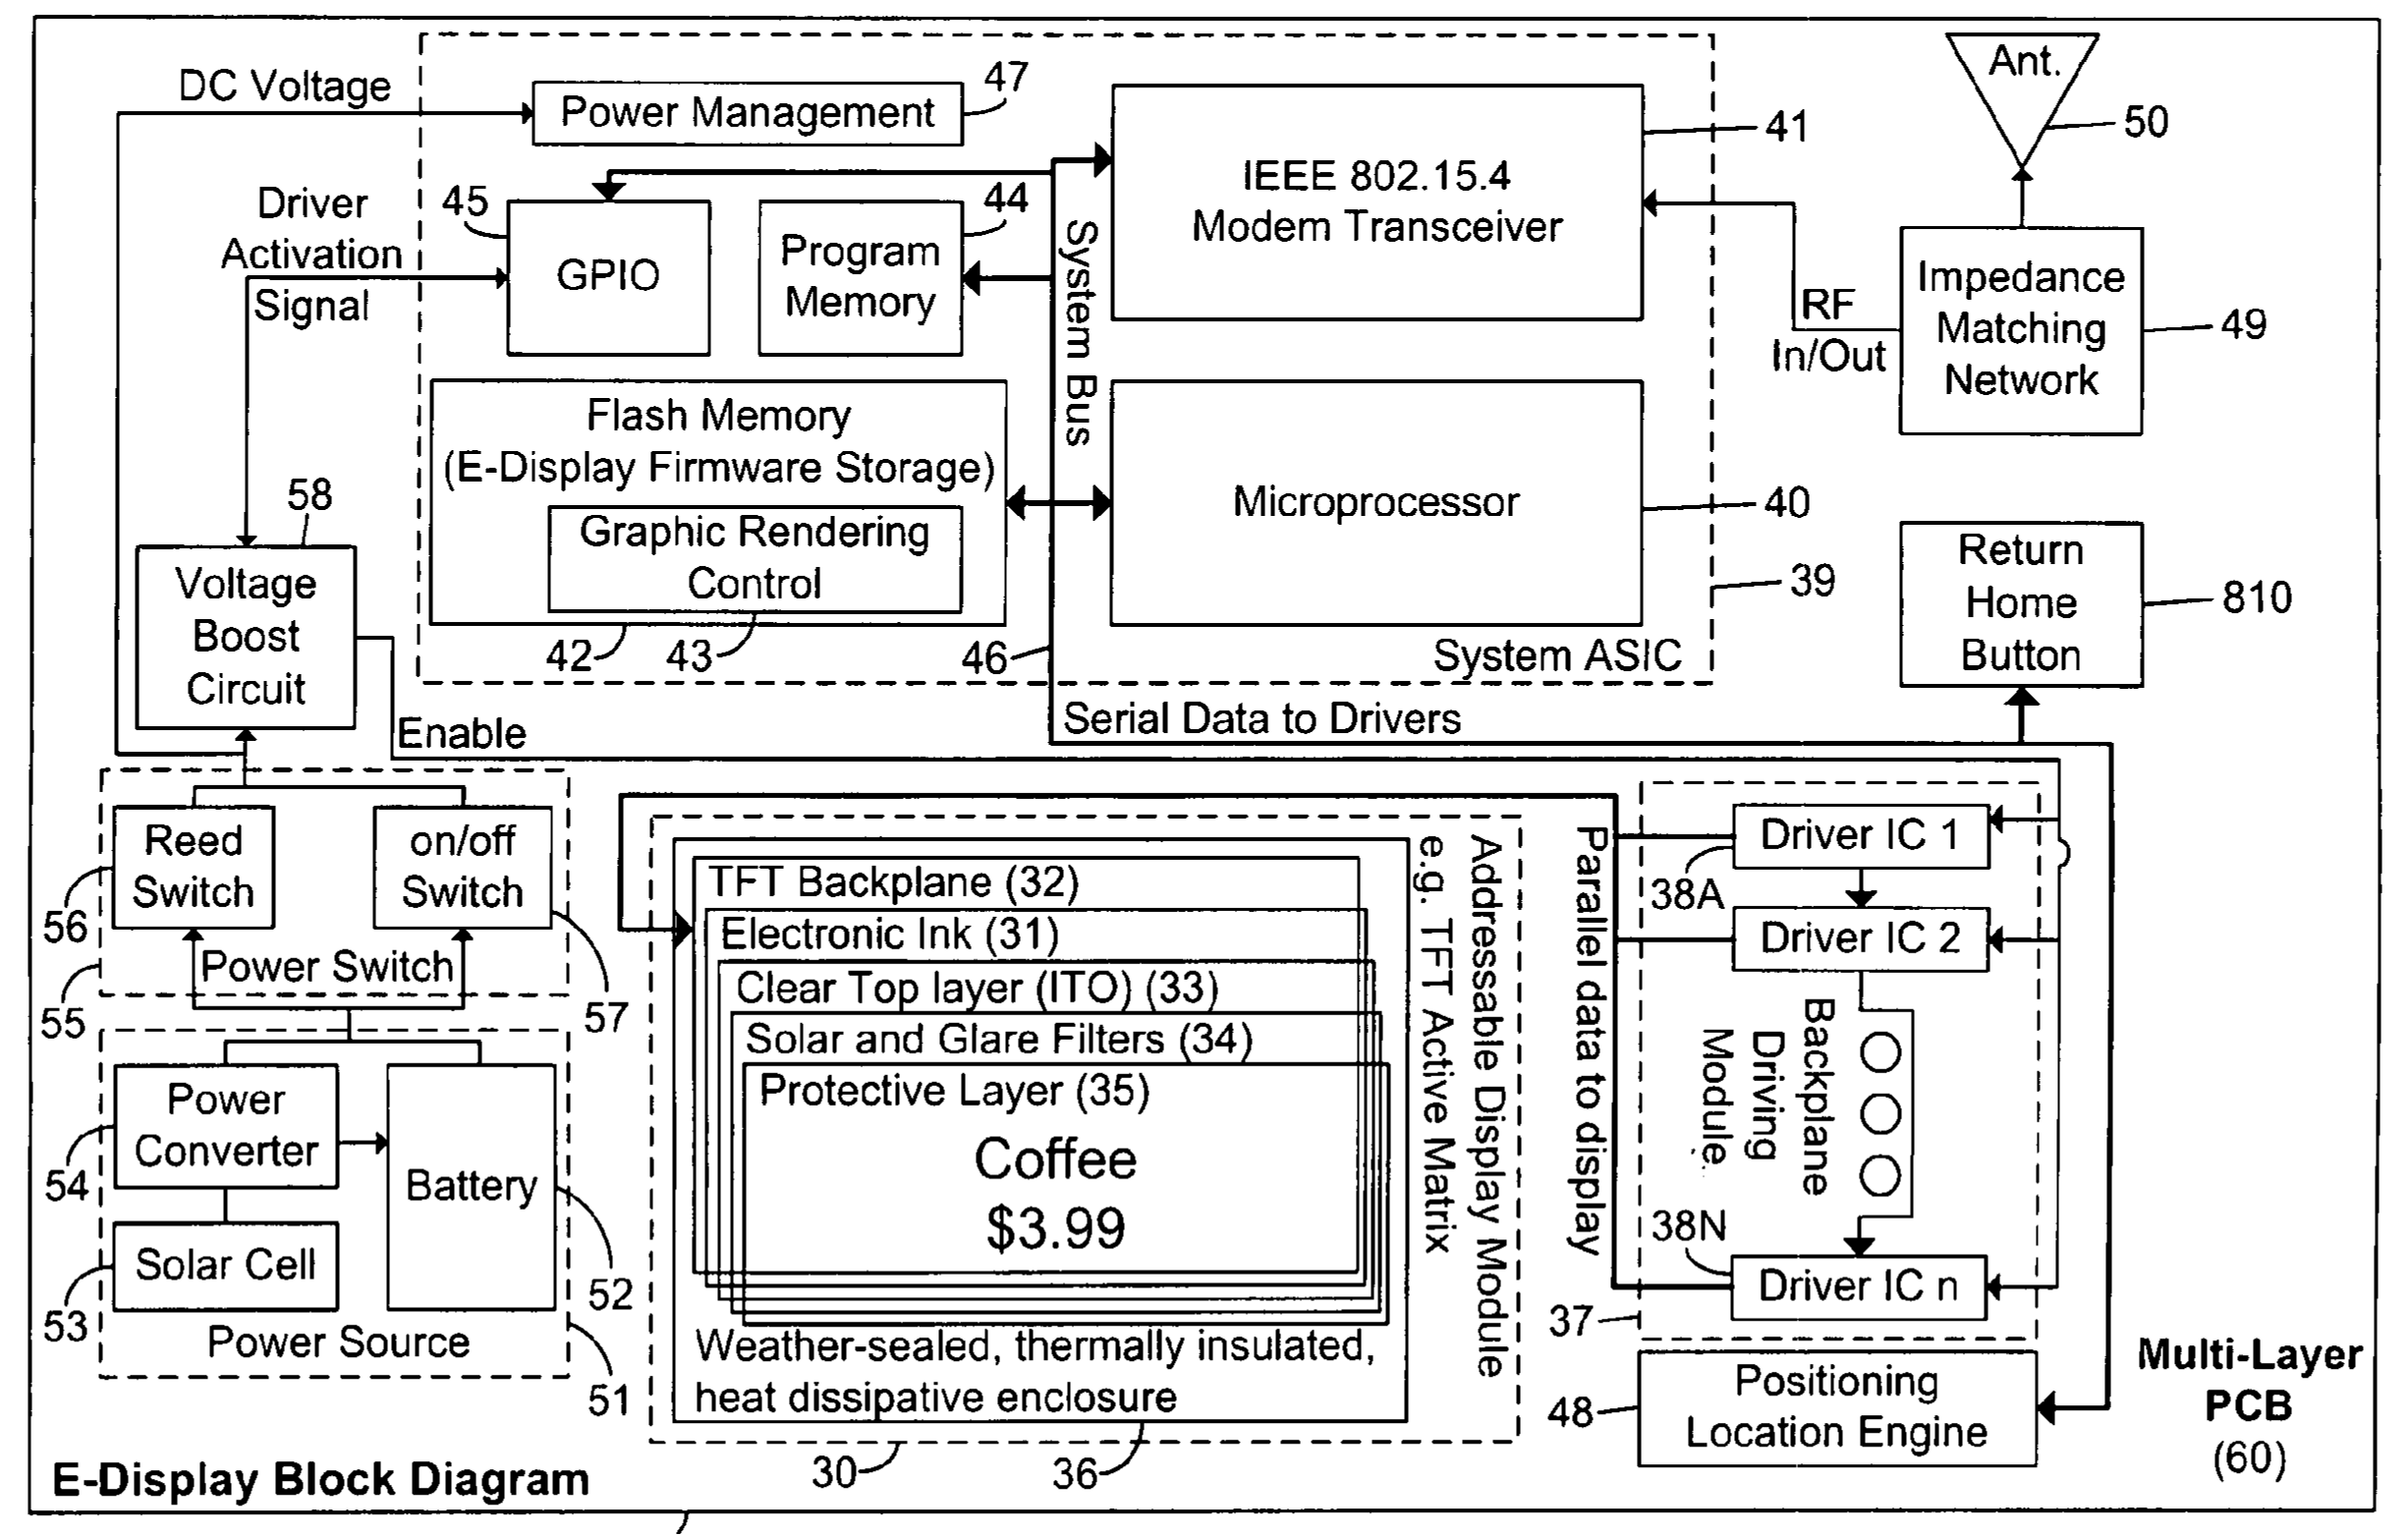 DC Voltage
Power Management
47
Driver
Activation
Signal
45
GPIO
44
Program
Memory
System Bus
IEEE 802.15.4
Modem Transceiver
41
Ant.
50
RF
In/Out
Impedance
Matching
Network
49
Flash Memory
(E-Display Firmware Storage)
Graphic Rendering
Control
42
43
46
Microprocessor
40
39
System ASIC
Return
Home
Button
810
58
Voltage
Boost
Circuit
Enable
Serial Data to Drivers
Reed
Switch
on/off
Switch
56
Power Switch
55
57
Power
Converter
54
Battery
Solar Cell
53
52
Power Source
51
TFT Backplane (32)
Electronic Ink (31)
Clear Top layer (ITO) (33)
Solar and Glare Filters (34)
Protective Layer (35)
Coffee
$3.99
Weather-sealed, thermally insulated,
heat dissipative enclosure
Addressable Display Module
e.g. TFT Active Matrix
30
36
Parallel data to display
Driver IC 1
38A
Driver IC 2
Backplane
Driving
Module
38N
Driver IC n
37
Positioning
Location Engine
48
Multi-Layer
PCB
(60)
E-Display Block Diagram